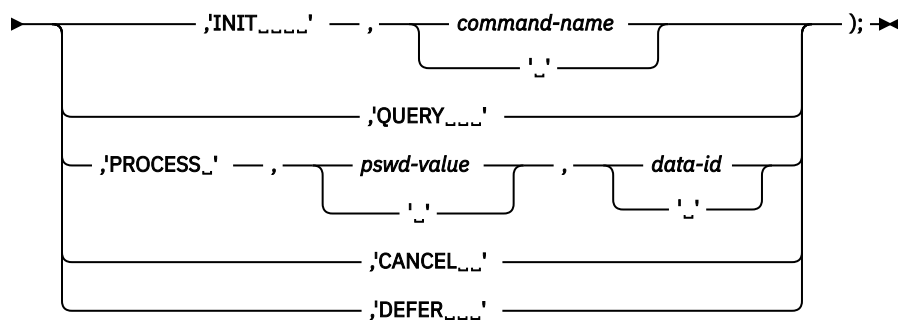 ,'INIT␣␣␣␣' , command-name );
'␣'
,'QUERY␣␣␣'
,'PROCESS␣' , pswd-value , data-id
'␣' '␣'
,'CANCEL␣␣'
,'DEFER␣␣␣'